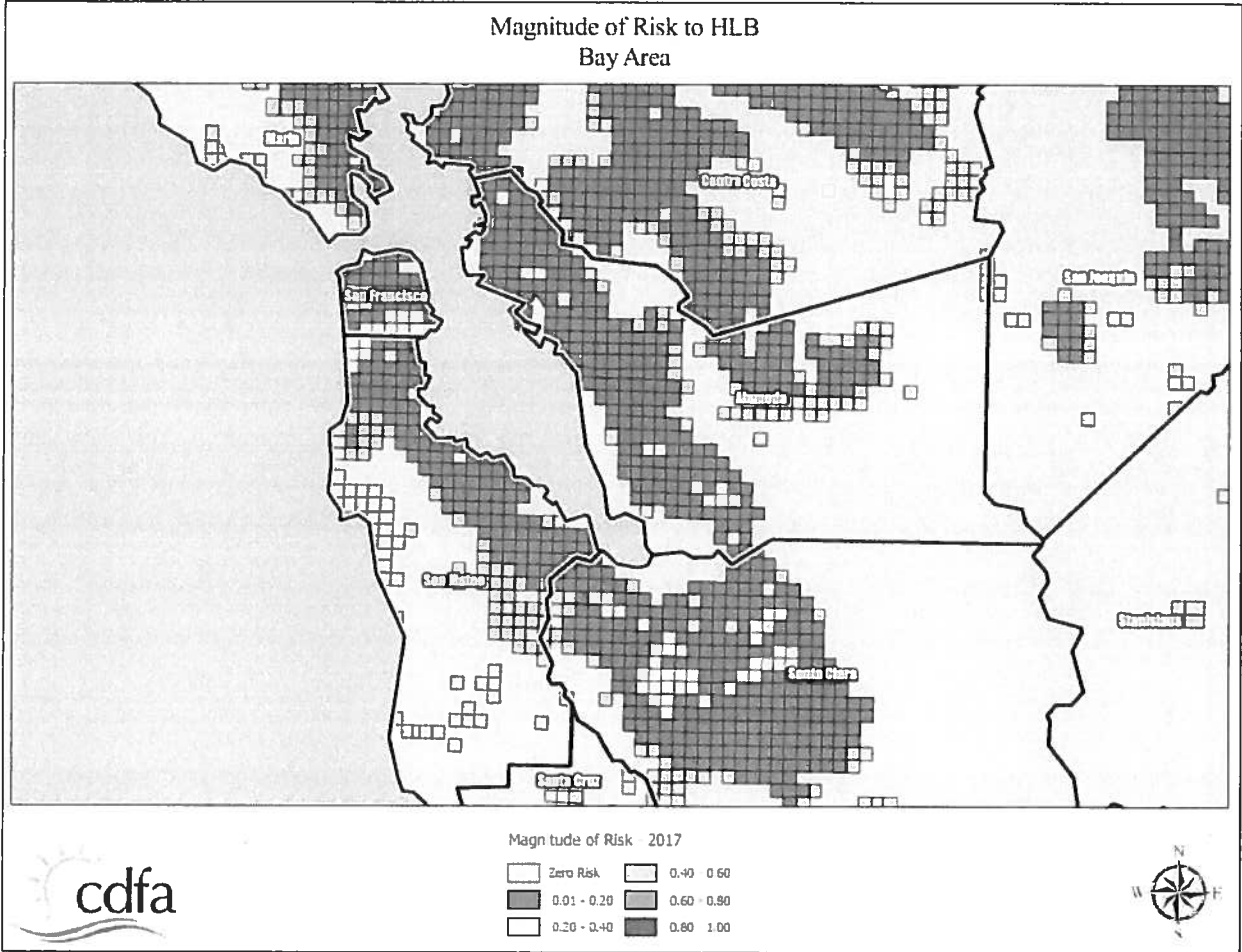 Magnitude of Risk to HLB
Bay Area
Marin
Contra Costa
San Francisco
San Joaquin
Alameda
San Mateo
Stanislaus
Santa Clara
Santa Cruz
Magn tude of Risk - 2017
Zero Risk
0.40 0 60
0.01 - 0.20
0.60 - 0.80
0.20 - 0.40
0.80 1.00
cdfa
N
W E
S